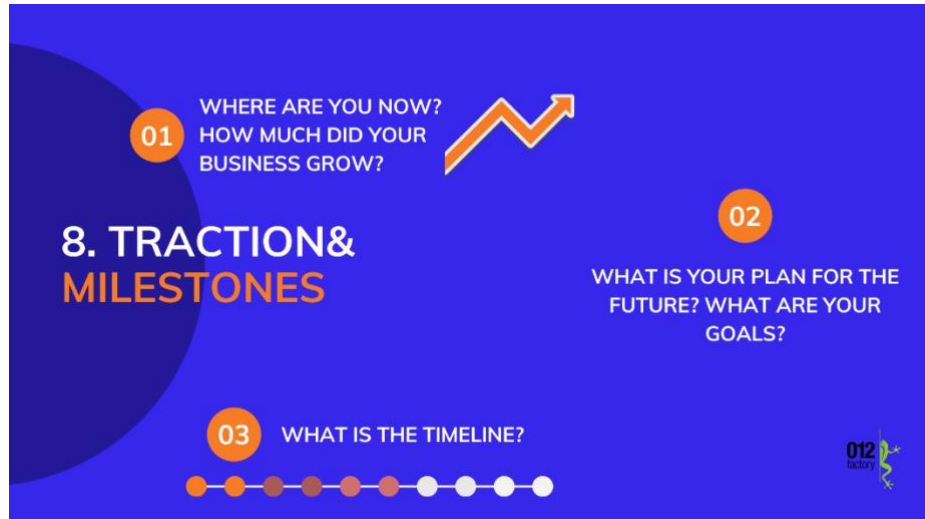 01
WHERE ARE YOU NOW?
HOW MUCH DID YOUR
BUSINESS GROW?
8. TRACTION&
MILESTONES
02
WHAT IS YOUR PLAN FOR THE
FUTURE? WHAT ARE YOUR
GOALS?
03
WHAT IS THE TIMELINE?
012
factory